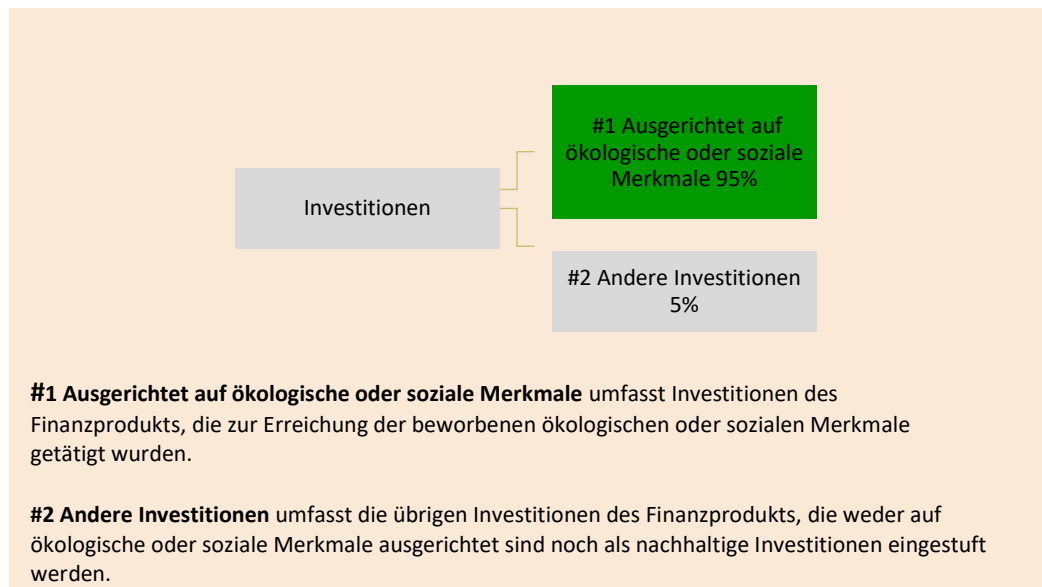 #1 Ausgerichtet auf
ökologische oder soziale
Merkmale 95%
Investitionen
#2 Andere Investitionen
5%
#1 Ausgerichtet auf ökologische oder soziale Merkmale umfasst Investitionen des
Finanzprodukts, die zur Erreichung der beworbenen ökologischen oder sozialen Merkmale
getätigt wurden.
#2 Andere Investitionen umfasst die übrigen Investitionen des Finanzprodukts, die weder auf
ökologische oder soziale Merkmale ausgerichtet sind noch als nachhaltige Investitionen eingestuft
werden.